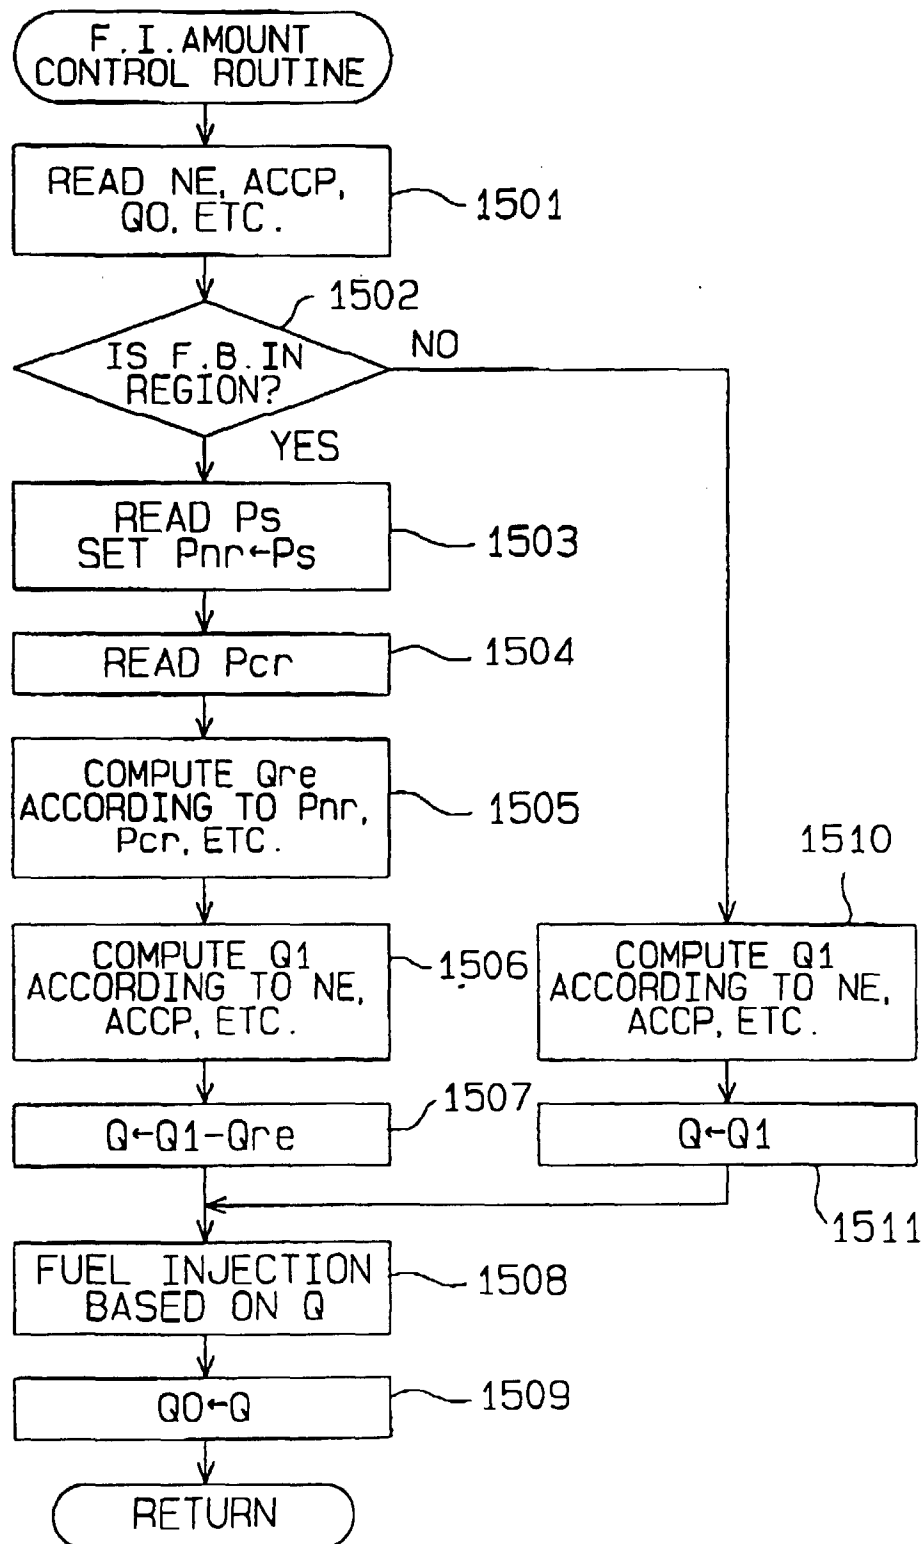 F.I.AMOUNT
CONTROL ROUTINE
READ NE, ACCP,
Q0, ETC.
1501
1502
IS F.B.IN
REGION?
NO
YES
READ Ps
SET Pnr←Ps
1503
READ Pcr
1504
COMPUTE Qre
ACCORDING TO Pnr,
Pcr, ETC.
1505
COMPUTE Q1
ACCORDING TO NE,
ACCP, ETC.
1506
1510
COMPUTE Q1
ACCORDING TO NE,
ACCP, ETC.
Q←Q1-Qre
1507
Q←Q1
1511
FUEL INJECTION
BASED ON Q
1508
Q0←Q
1509
RETURN